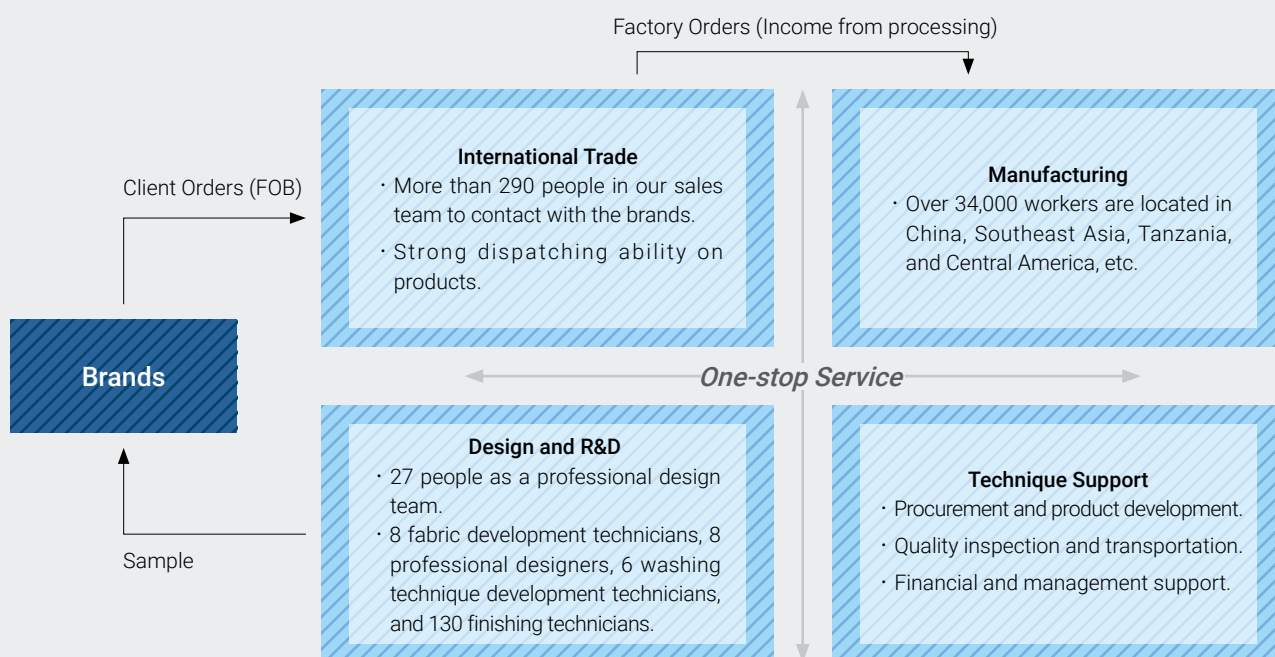 Factory Orders (Income from processing)
Client Orders (FOB)
International Trade
· More than 290 people in our sales
team to contact with the brands.
· Strong dispatching ability on
products.
Manufacturing
· Over 34,000 workers are located in
China, Southeast Asia, Tanzania,
and Central America, etc.
Brands
One-stop Service
Design and R&D
· 27 people as a professional design
team.
· 8 fabric development technicians, 8
professional designers, 6 washing
technique development technicians,
and 130 finishing technicians.
Technique Support
· Procurement and product development.
· Quality inspection and transportation.
· Financial and management support.
Sample